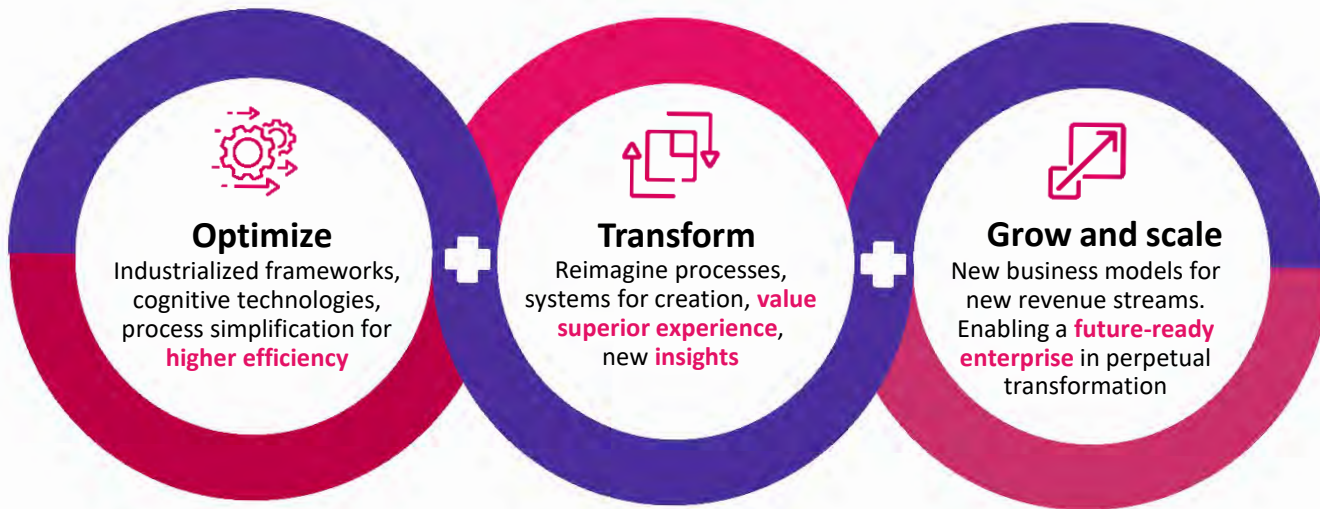 Optimize
Industrialized frameworks,
cognitive technologies,
process simplification for
higher efficiency
Transform
Reimagine processes,
systems for creation, value
superior experience,
new insights
Grow and scale
New business models for
new revenue streams.
Enabling a future-ready
enterprise in perpetual
transformation